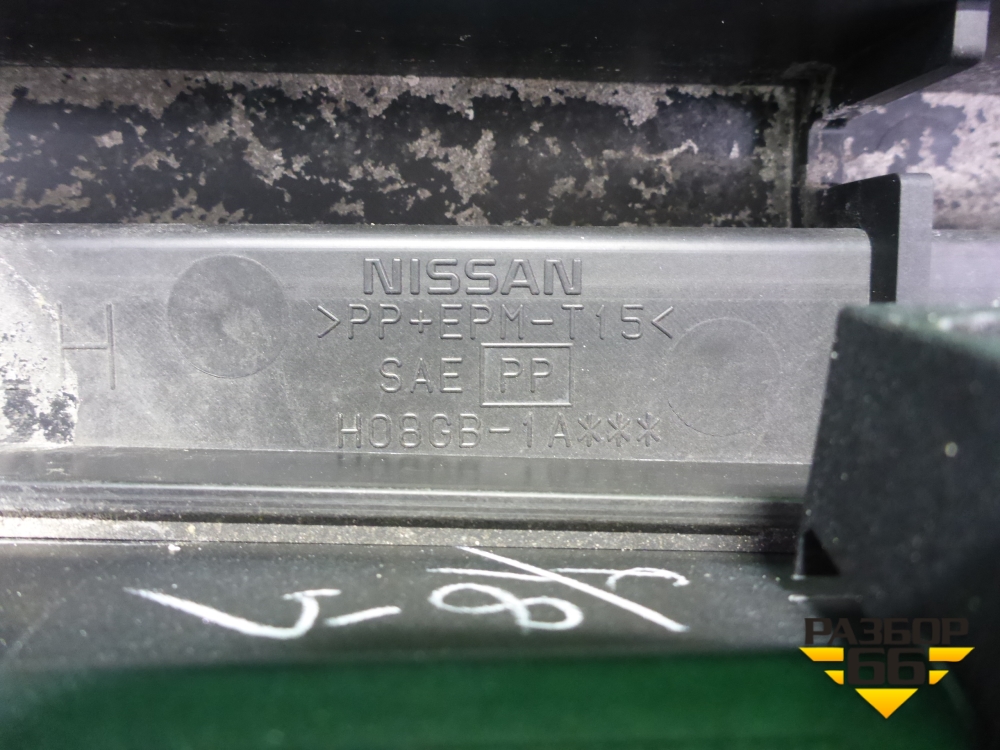 NISSAN
>PP+EPM-T15<
SAE PP
H08GB-1A***
H
РАЗБОР
66